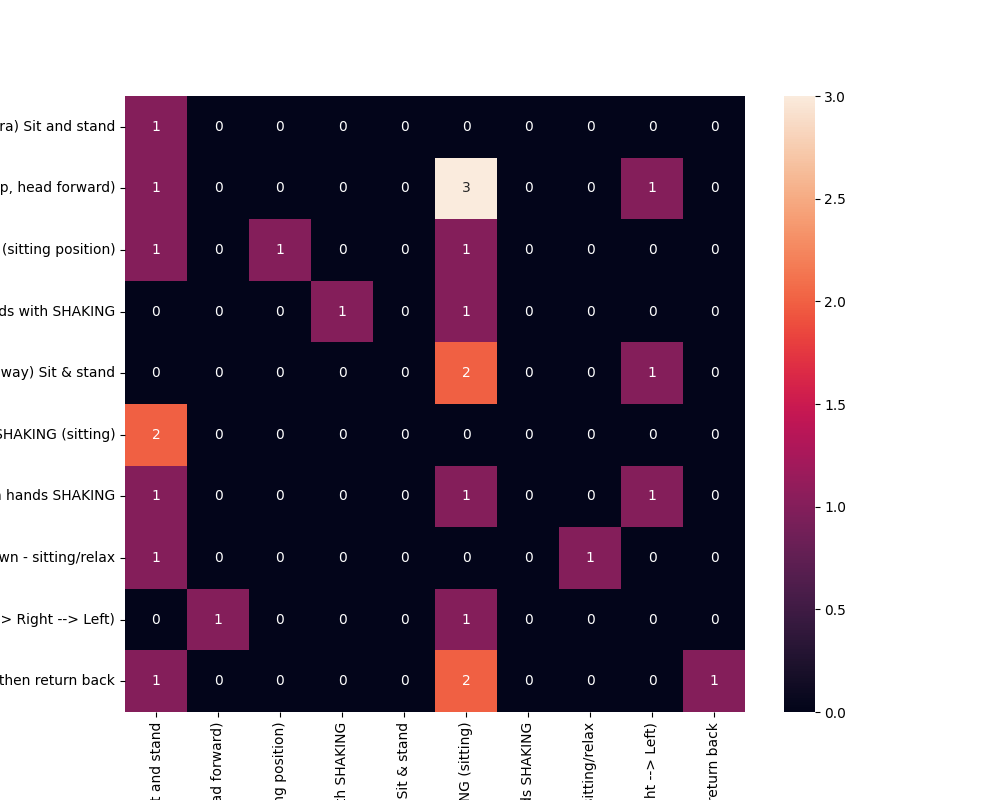 ra) Sit and stand 1 0 0 0 0 0 0 0 0 0
p, head forward) 1 0 0 0 0 3 0 0 1 0
(sitting position) 1 0 1 0 0 1 0 0 0 0
ds with SHAKING 0 0 0 1 0 1 0 0 0 0
way) Sit & stand 0 0 0 0 0 2 0 0 1 0
SHAKING (sitting) 2 0 0 0 0 0 0 0 0 0
hands SHAKING 1 0 0 0 0 1 0 0 1 0
wn - sitting/relax 1 0 0 0 0 0 0 1 0 0
> Right --> Left) 0 1 0 0 0 1 0 0 0 0
then return back 1 0 0 0 0 2 0 0 0 1
t and stand
ad forward)
ng position)
th SHAKING
Sit & stand
NG (sitting)
ds SHAKING
sitting/relax
ht --> Left)
return back
3.0
2.5
2.0
1.5
1.0
0.5
0.0